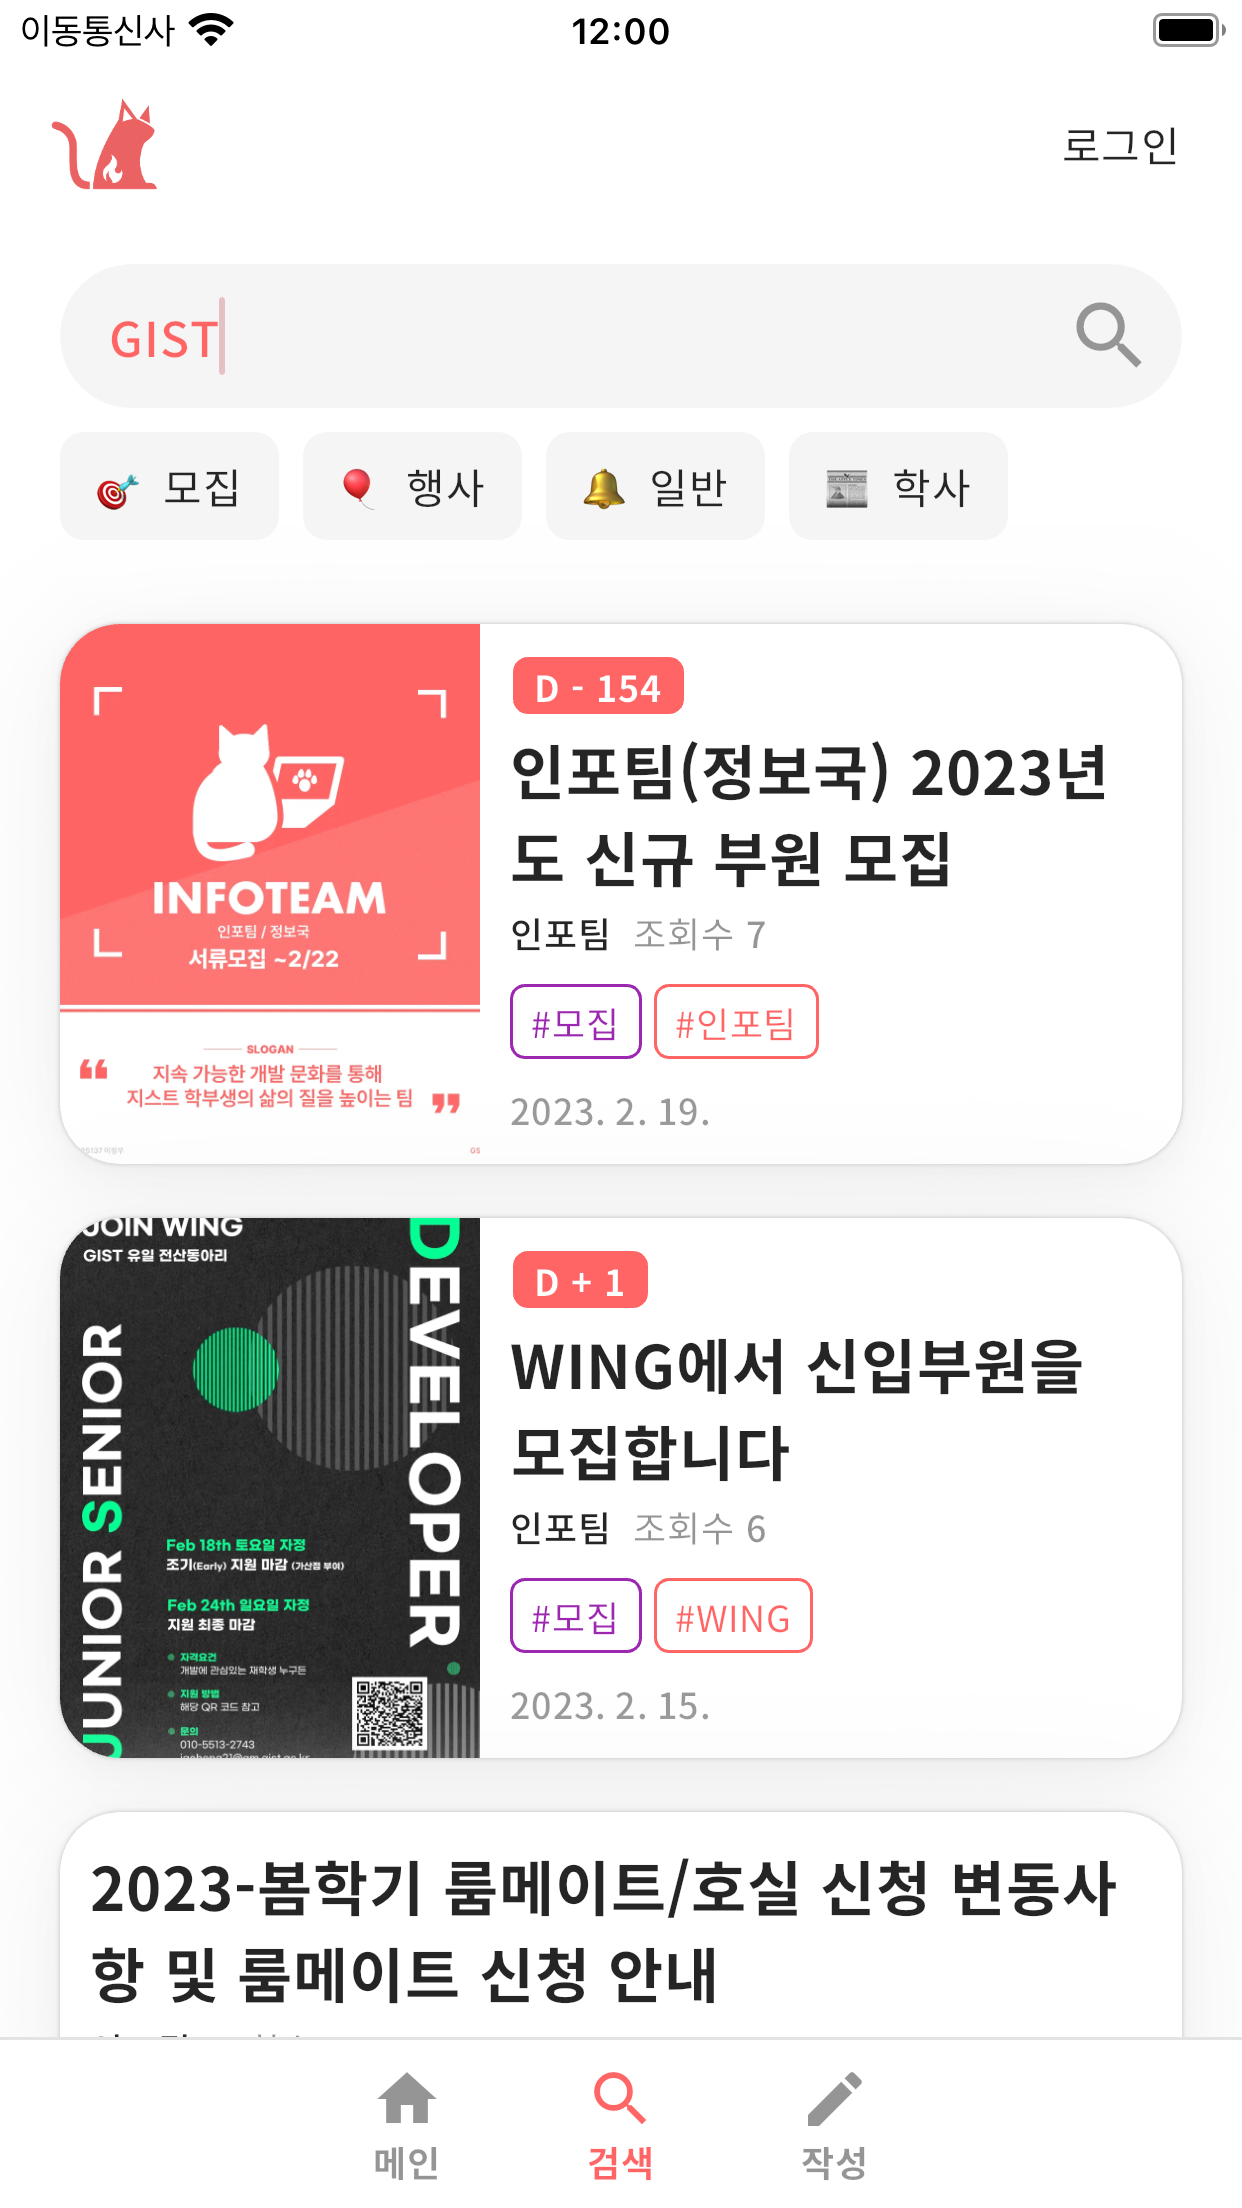 이동통신사 12:00
로그인
GIST
모집 행사 일반 학사
INFOTEAM
인포팀 / 정보국
서류모집 ~2/22
SLOGAN
“ 지속 가능한 개발 문화를 통해
지스트 학부생의 삶의 질을 높이는 팀 ”
D - 154
인포팀(정보국) 2023년
도 신규 부원 모집
인포팀 조회수 7
#모집 #인포팀
2023. 2. 19.
JOIN WING
GIST 유일 전산동아리
JUNIOR SENIOR
DEVELOPER
Feb 18th 토요일 자정
조기(Early) 지원 마감 (가산점 부여)
Feb 24th 일요일 자정
지원 최종 마감
자격요건
개발에 관심있는 재학생 누구든
지원 방법
해당 QR 코드 참고
문의
010-5513-2743
D + 1
WING에서 신입부원을
모집합니다
인포팀 조회수 6
#모집 #WING
2023. 2. 15.
2023-봄학기 룸메이트/호실 신청 변동사
항 및 룸메이트 신청 안내
메인 검색 작성